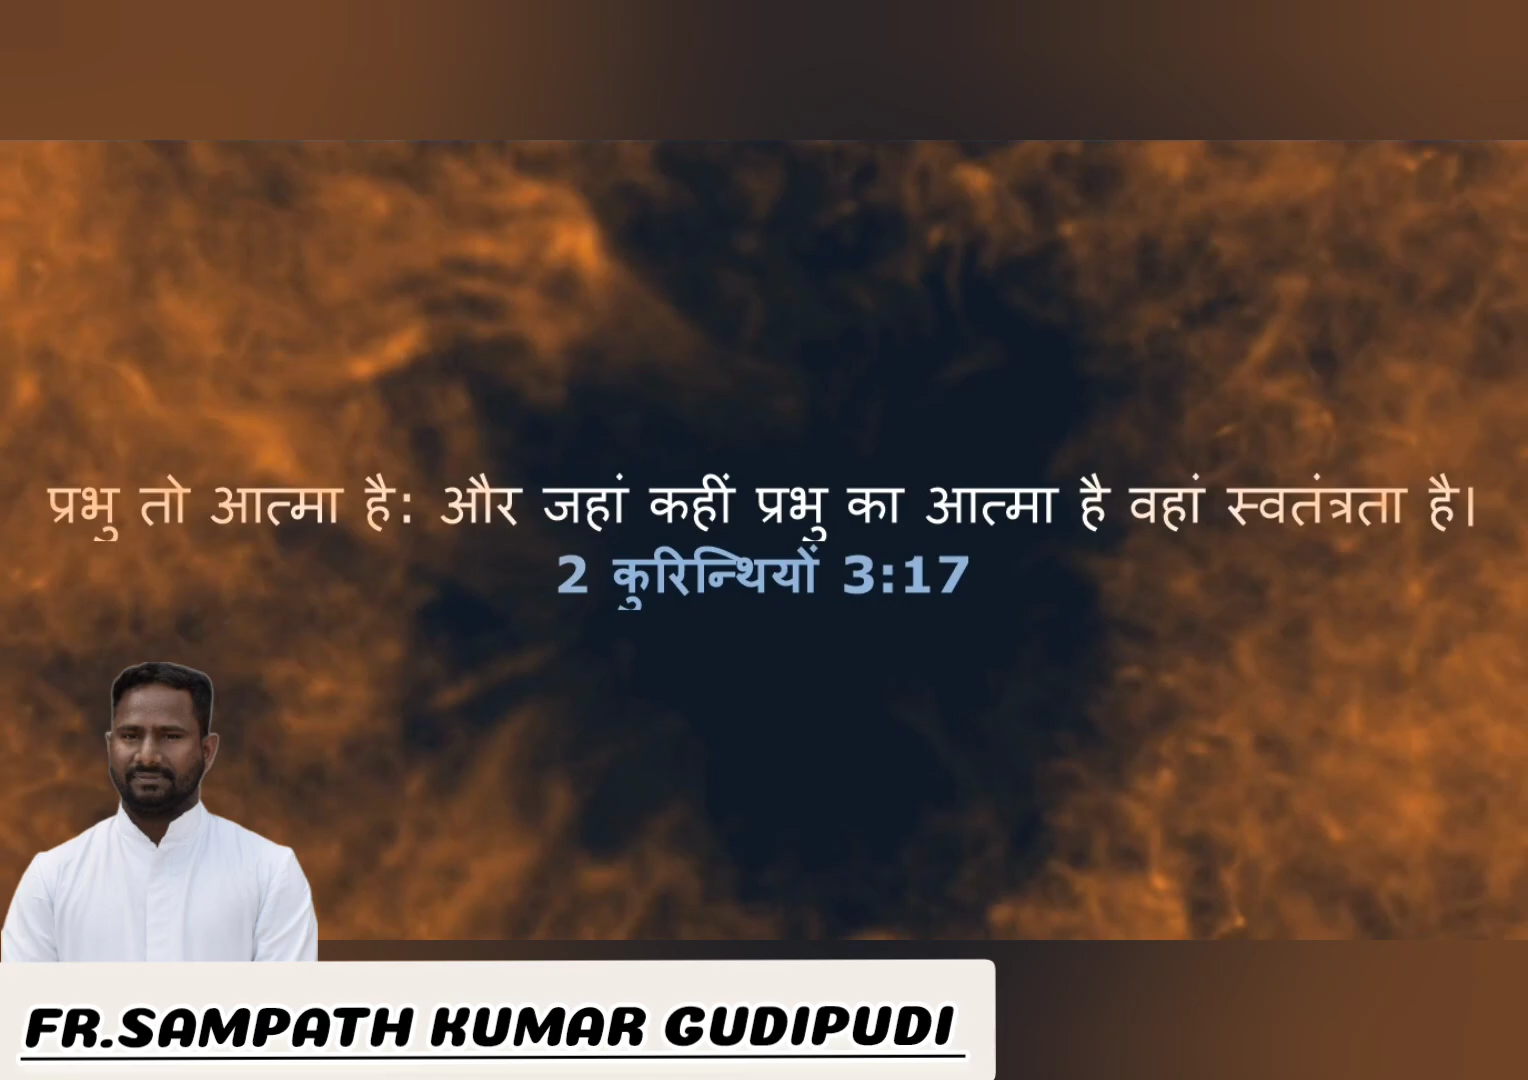 प्रभु तो आत्मा है: और जहां कहीं प्रभु का आत्मा है वहां स्वतंत्रता है।
2 कुरिन्थियों 3:17
FR.SAMPATH KUMAR GUDIPUDI